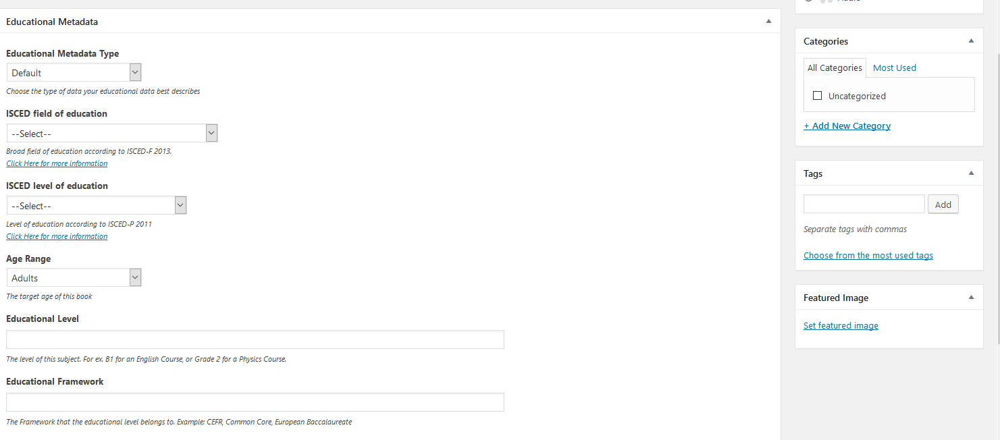 Educational Metadata
Educational Metadata Type
Default
Choose the type of data your educational data best describes
ISCED field of education
--Select--
Broad field of education according to ISCED-F 2013.
Click Here for more information
ISCED level of education
--Select--
Level of education according to ISCED-P 2011
Click Here for more information
Age Range
Adults
The target age of this book
Educational Level
The level of this subject. For ex. B1 for an English Course, or Grade 2 for a Physics Course.
Educational Framework
The Framework that the educational level belongs to. Example: CEFR, Common Core, European Baccalaureate
Categories
All Categories Most Used
Uncategorized
+ Add New Category
Tags
Add
Separate tags with commas
Choose from the most used tags
Featured Image
Set featured image